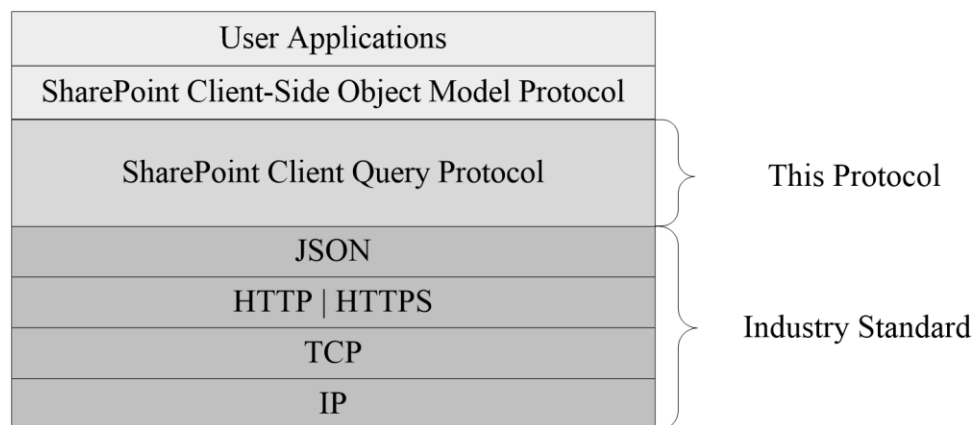 User Applications
SharePoint Client-Side Object Model Protocol
SharePoint Client Query Protocol
This Protocol
JSON
HTTP | HTTPS
TCP
IP
Industry Standard